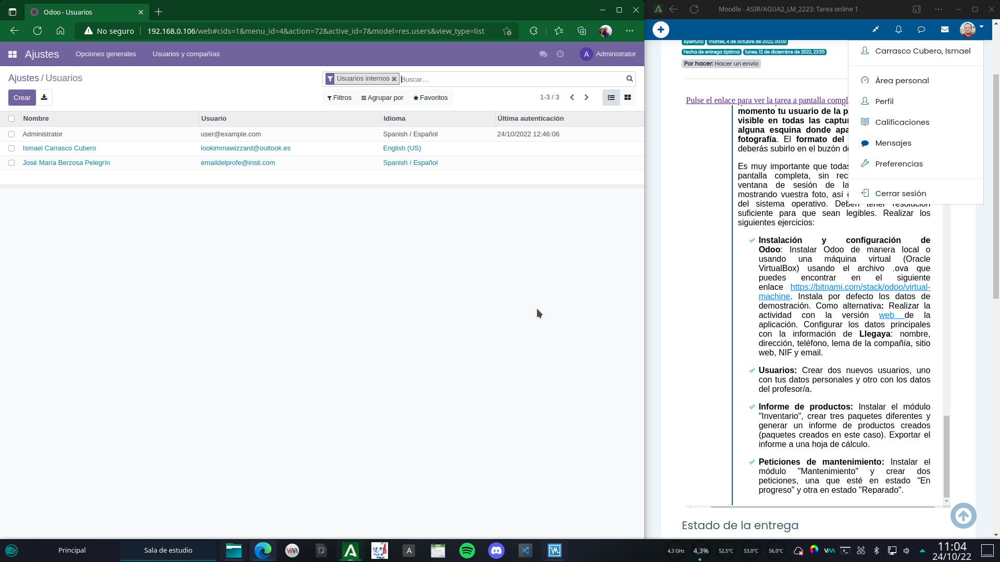 Odoo - Usuarios
No seguro
192.168.0.106/web#cids=1&menu_id=4&action=72&active_id=7&model=res.users&view_type=list
Ajustes
Opciones generales
Usuarios y compañías
A
Administrator
Ajustes / Usuarios
Usuarios internos
Buscar...
Crear
Filtros
Agrupar por
Favoritos
1-3 / 3
Nombre
Usuario
Idioma
Última autenticación
Administrator
user@example.com
Spanish / Español
24/10/2022 12:46:06
Ismael Carrasco Cubero
lookimmawizzard@outlook.es
English (US)
José María Berzosa Pelegrín
emaildelprofe@insti.com
Spanish / Español
Moodle - ASIR/AGUA2_LM_2223: Tarea online 1
Apertura: martes, 4 de octubre de 2022, 00:00
Fecha de entrega óptima: lunes, 12 de diciembre de 2022, 23:55
Por hacer: Hacer un envío
Carrasco Cubero, Ismael
Área personal
Perfil
Calificaciones
Mensajes
Preferencias
Cerrar sesión
Pulse el enlace para ver la tarea a pantalla compl
momento tu usuario de la p
visible en todas las captur
alguna esquina donde apa
fotografía. El formato del
deberás subirlo en el buzón de
Es muy importante que todas
pantalla completa, sin rec
ventana de sesión de la
mostrando vuestra foto, así
del sistema operativo. Deben tener resolución
suficiente para que sean legibles. Realizar los
siguientes ejercicios:
Instalación y configuración de
Odoo: Instalar Odoo de manera local o
usando una máquina virtual (Oracle
VirtualBox) usando el archivo .ova que
puedes encontrar en el siguiente
enlace https://bitnami.com/stack/odoo/virtual-
machine. Instala por defecto los datos de
demostración. Como alternativa: Realizar la
actividad con la versión web de la
aplicación. Configurar los datos principales
con la información de Llegaya: nombre,
dirección, teléfono, lema de la compañía, sitio
web, NIF y email.
Usuarios: Crear dos nuevos usuarios, uno
con tus datos personales y otro con los datos
del profesor/a.
Informe de productos: Instalar el módulo
"Inventario", crear tres paquetes diferentes y
generar un informe de productos creados
(paquetes creados en este caso). Exportar el
informe a una hoja de cálculo.
Peticiones de mantenimiento: Instalar el
módulo "Mantenimiento" y crear dos
peticiones, una que esté en estado "En
progreso" y otra en estado "Reparado".
Estado de la entrega
Principal
Sala de estudio
A
4,3 GHz
4,3%
52,5°C
53,0°C
56,0°C
11:04
24/10/22